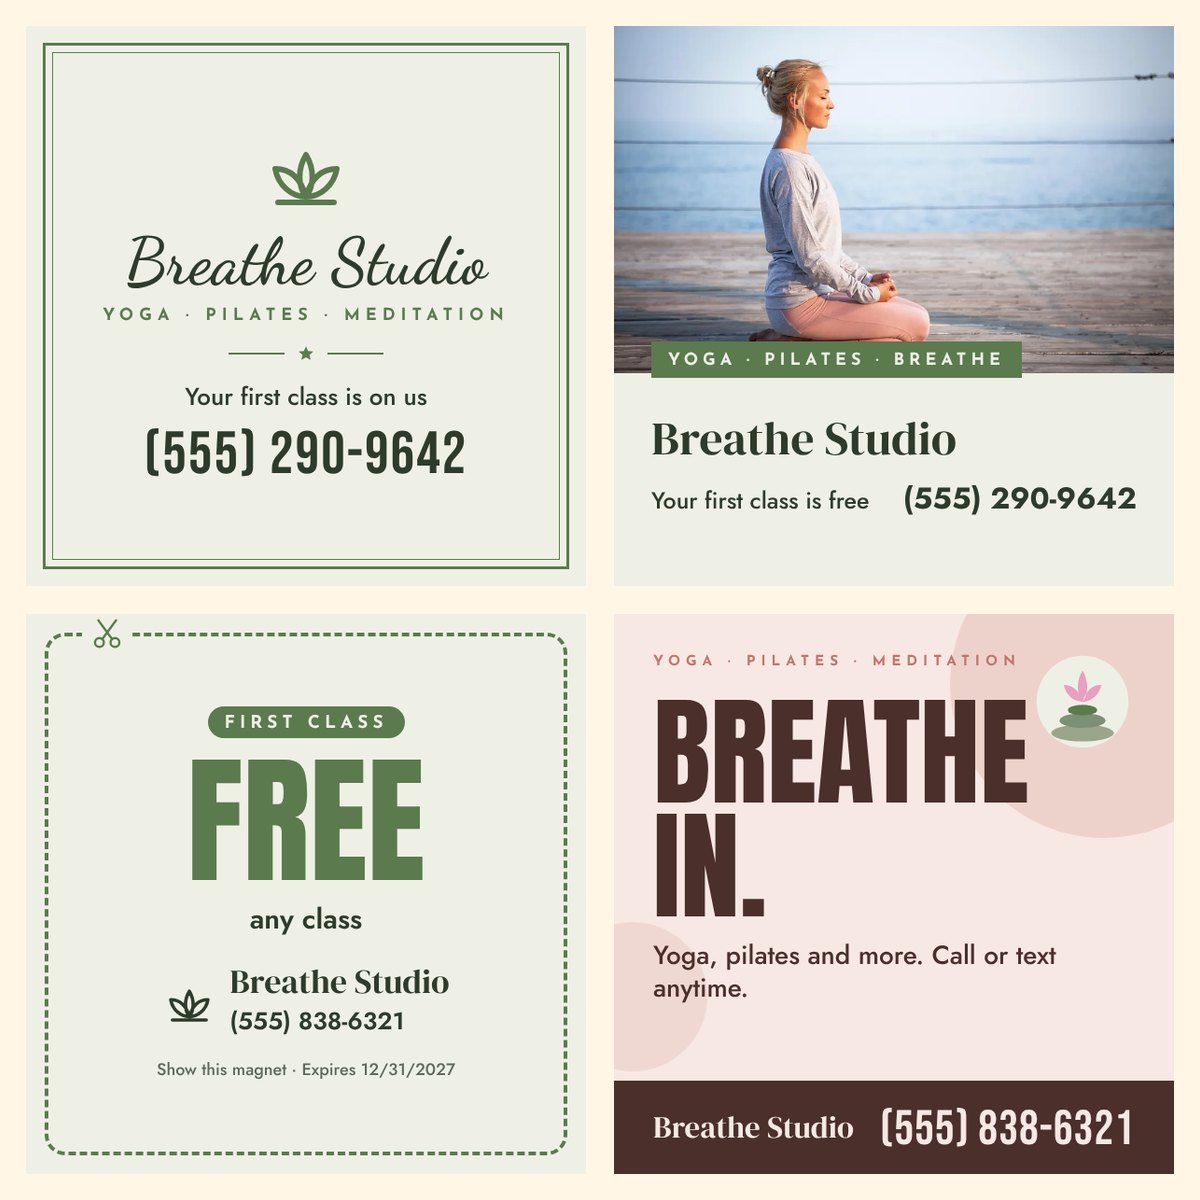 Breathe Studio
YOGA · PILATES · MEDITATION
Your first class is on us
(555) 290-9642
YOGA · PILATES · BREATHE
Breathe Studio
Your first class is free (555) 290-9642
FIRST CLASS
FREE
any class
Breathe Studio
(555) 838-6321
Show this magnet · Expires 12/31/2027
YOGA · PILATES · MEDITATION
BREATHE
IN.
Yoga, pilates and more. Call or text
anytime.
Breathe Studio (555) 838-6321